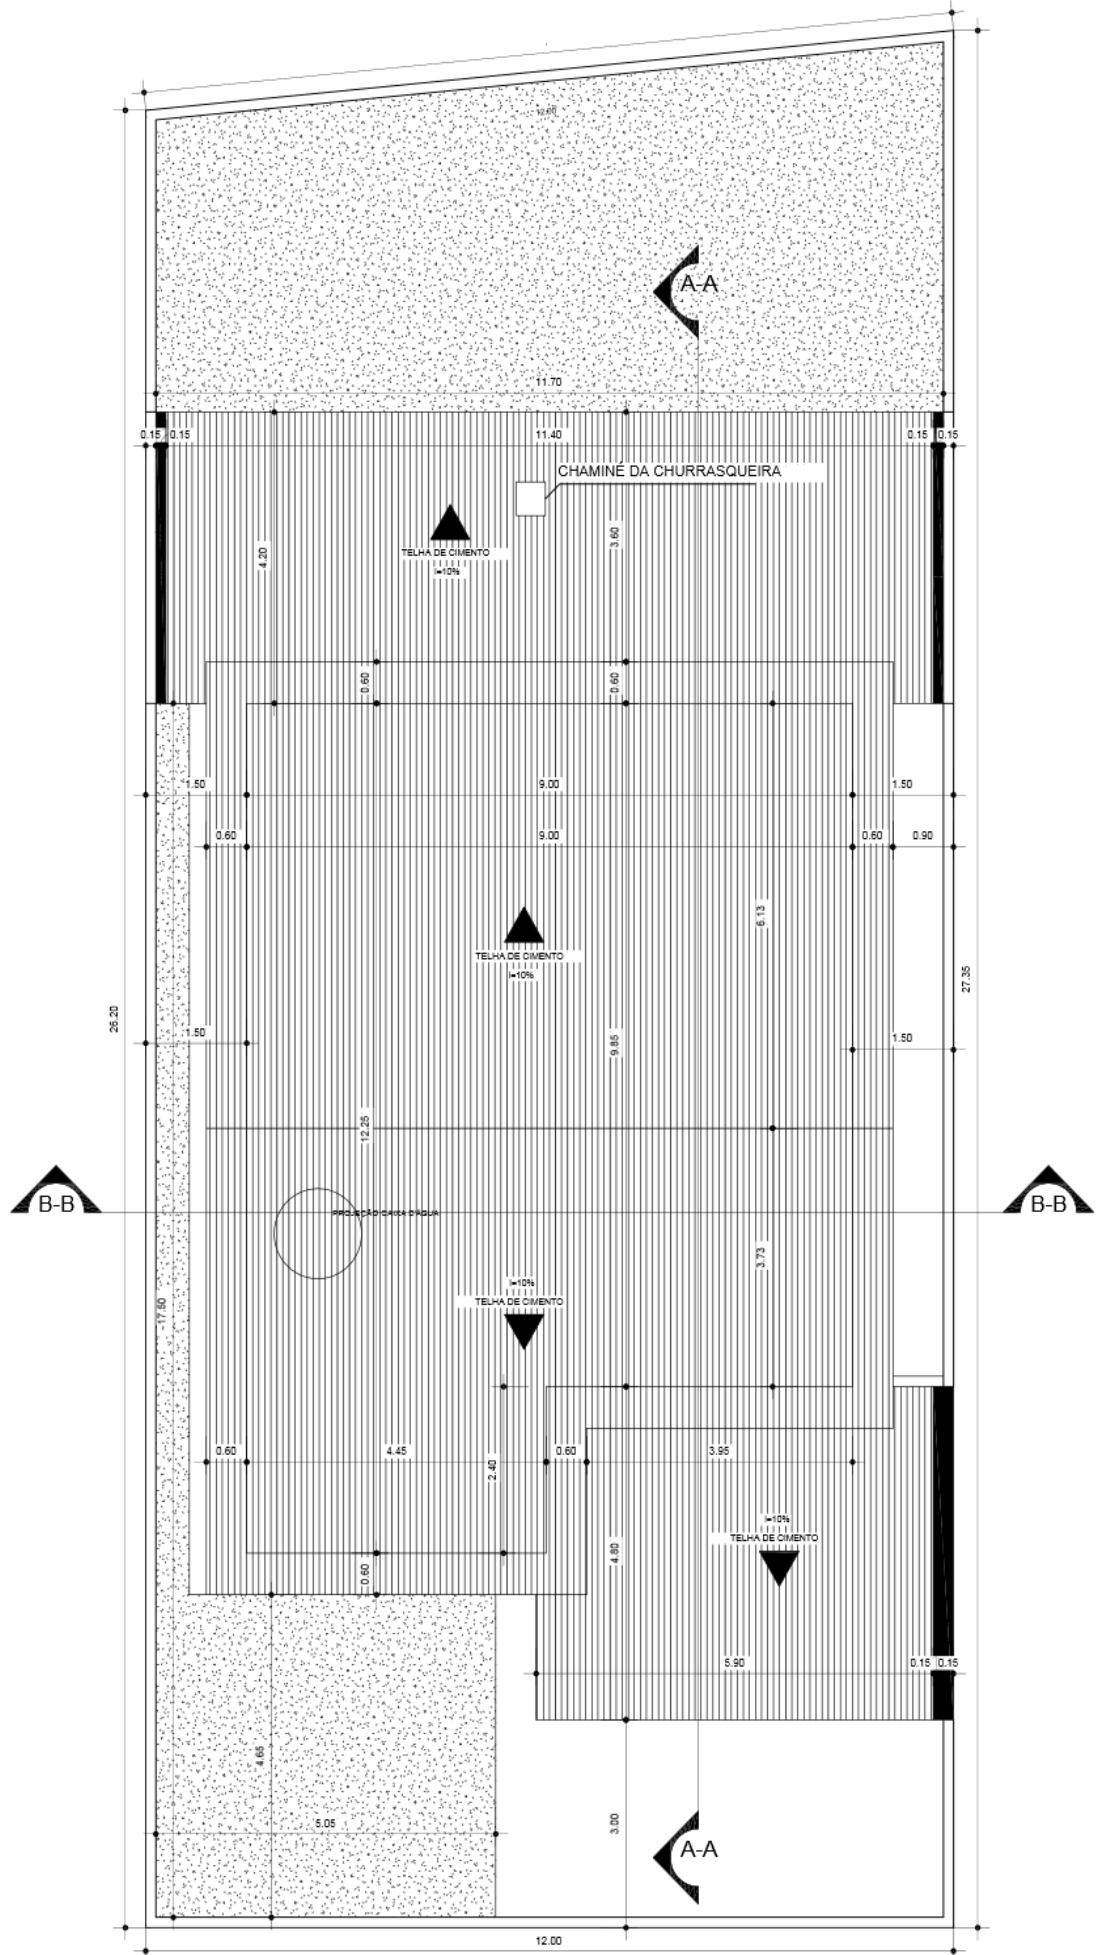 12.00
A-A
11.70
0.15 0.15 11.40 0.15 0.15
CHAMINÉ DA CHURRASQUEIRA
3.60
4.20
TELHA DE CIMENTO
i=10%
0.60 0.60
1.50 9.00 1.50
0.60 9.00 0.60 0.90
6.13
TELHA DE CIMENTO
i=10%
27.35
26.20
1.50 9.85 1.50
12.25
B-B B-B
PROJEÇÃO CAIXA D'ÁGUA
3.73
i=10%
TELHA DE CIMENTO
17.50
0.60 4.45 0.60 3.95
2.40
i=10%
TELHA DE CIMENTO
4.80
0.60
5.90 0.15 0.15
4.65
5.05 3.00
A-A
12.00